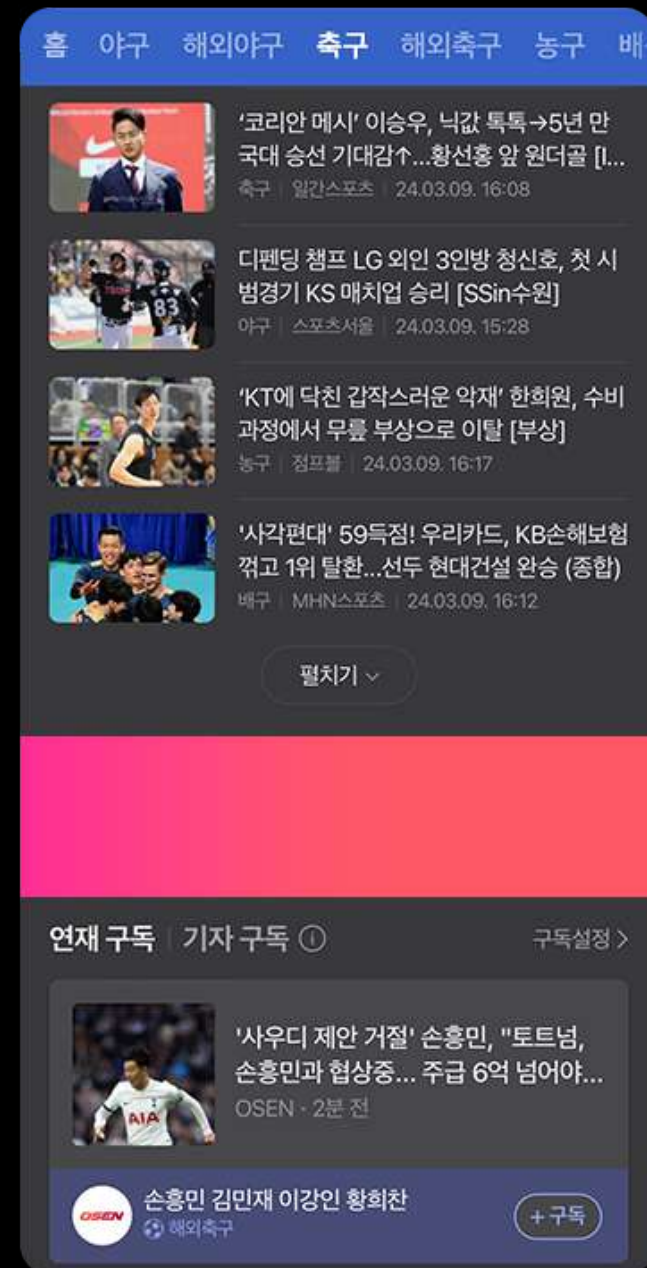 홈 야구 해외야구 축구 해외축구 농구 배
'코리안 메시' 이승우, 닉값 톡톡→5년 만
국대 승선 기대감↑...황선홍 앞 원더골 [I...
축구 일간스포츠 24.03.09. 16:08
디펜딩 챔프 LG 외인 3인방 청신호, 첫 시
범경기 KS 매치업 승리 [SSin수원]
야구 스포츠서울 24.03.09. 15:28
83
'KT에 닥친 갑작스러운 악재' 한희원, 수비
과정에서 무릎 부상으로 이탈 [부상]
농구 점프볼 24.03.09. 16:17
'사각편대' 59득점! 우리카드, KB손해보험
꺾고 1위 탈환...선두 현대건설 완승 (종합)
배구 MHN스포츠 24.03.09. 16:12
펼치기
연재 구독 기자 구독 구독설정 >
'사우디 제안 거절' 손흥민, "토트넘,
손흥민과 협상중... 주급 6억 넘어야...
OSEN · 2분 전
AIA
OSEN
손흥민 김민재 이강인 황희찬
해외축구
+ 구독